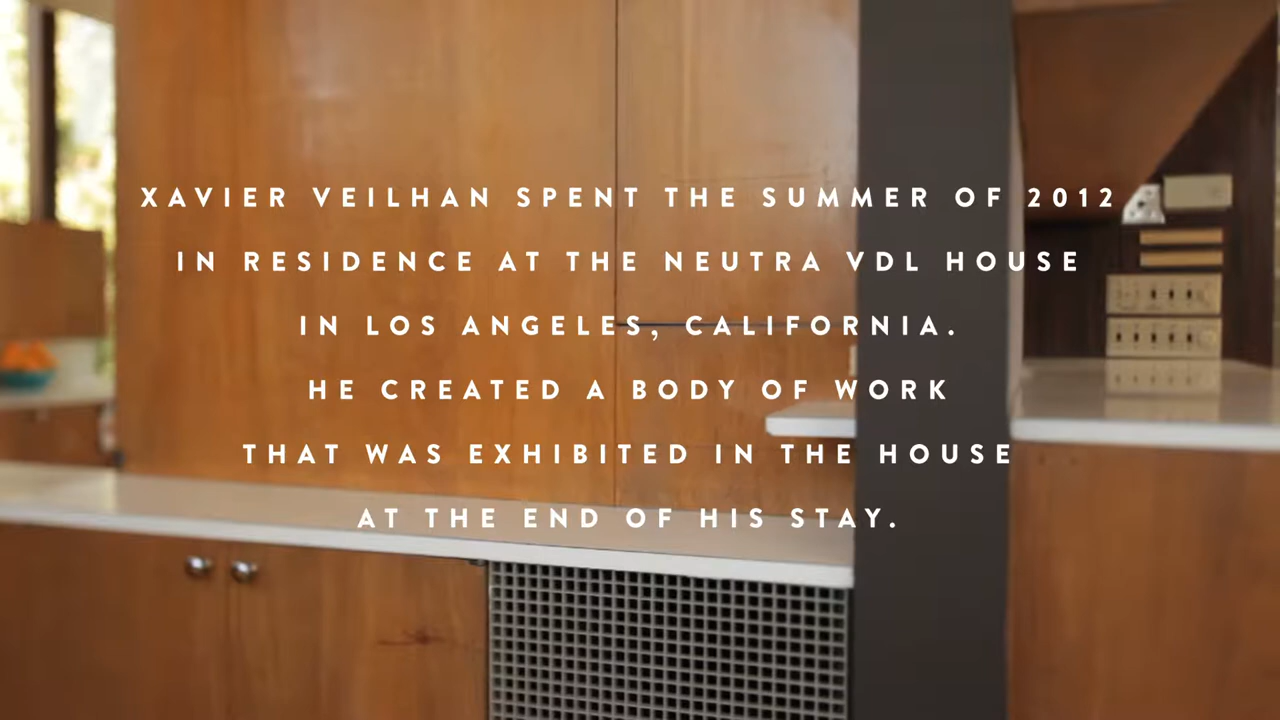 XAVIER VEILHAN SPENT THE SUMMER OF 2012
IN RESIDENCE AT THE NEUTRA VDL HOUSE
IN LOS ANGELES, CALIFORNIA.
HE CREATED A BODY OF WORK
THAT WAS EXHIBITED IN THE HOUSE
AT THE END OF HIS STAY.